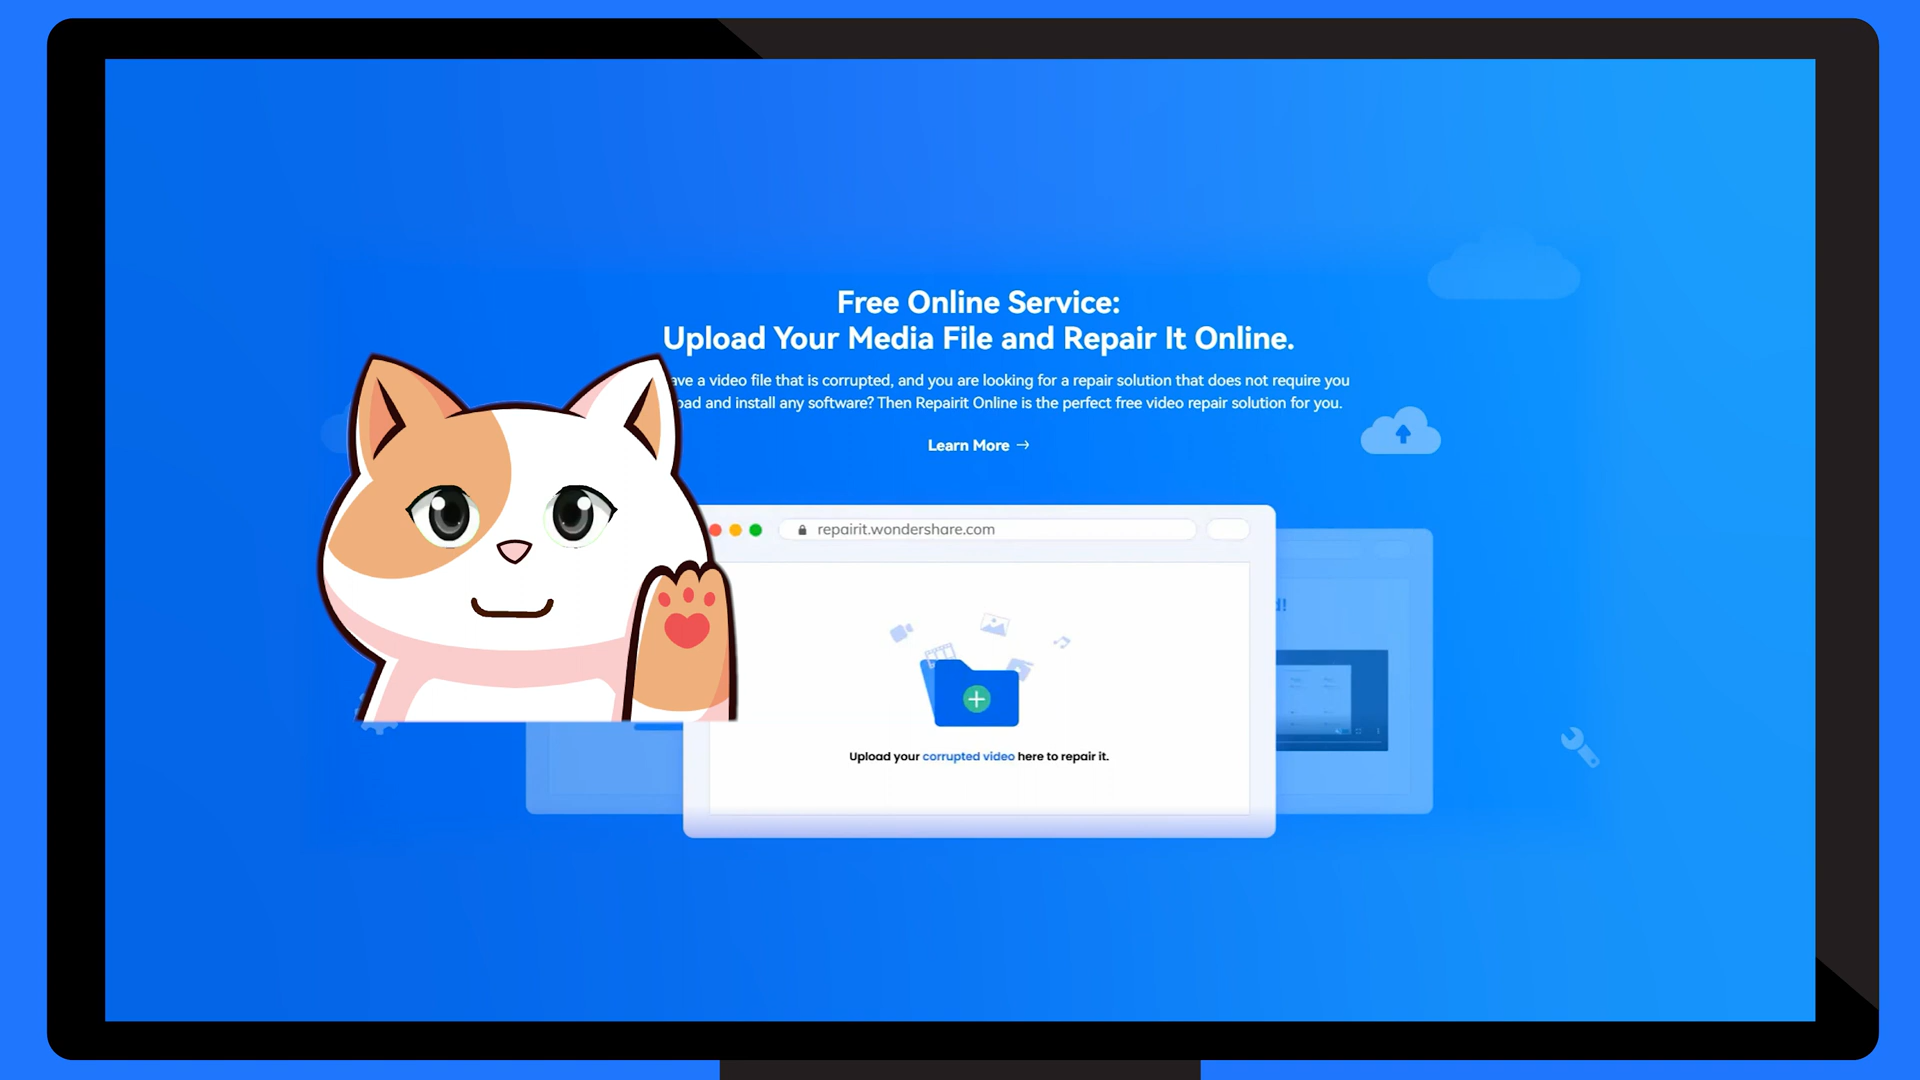 Free Online Service:
Upload Your Media File and Repair It Online.
a video file that is corrupted, and you are looking for a repair solution that does not require you
and install any software? Then Repairit Online is the perfect free video repair solution for you.
Learn More →
repairit.wondershare.com
Upload your corrupted video here to repair it.